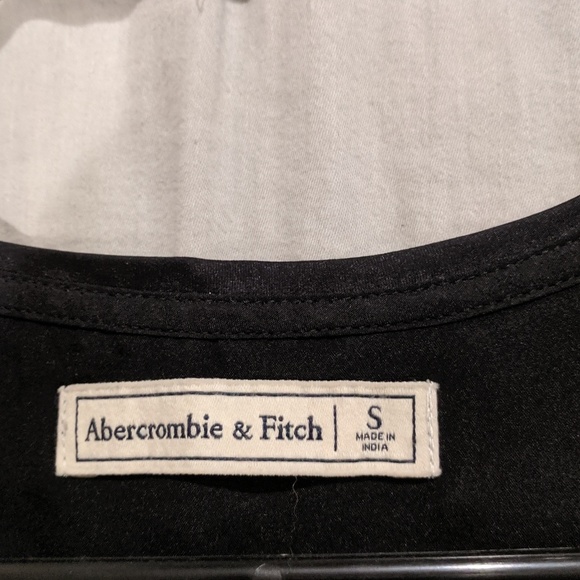 Abercrombie & Fitch
S
MADE IN
INDIA